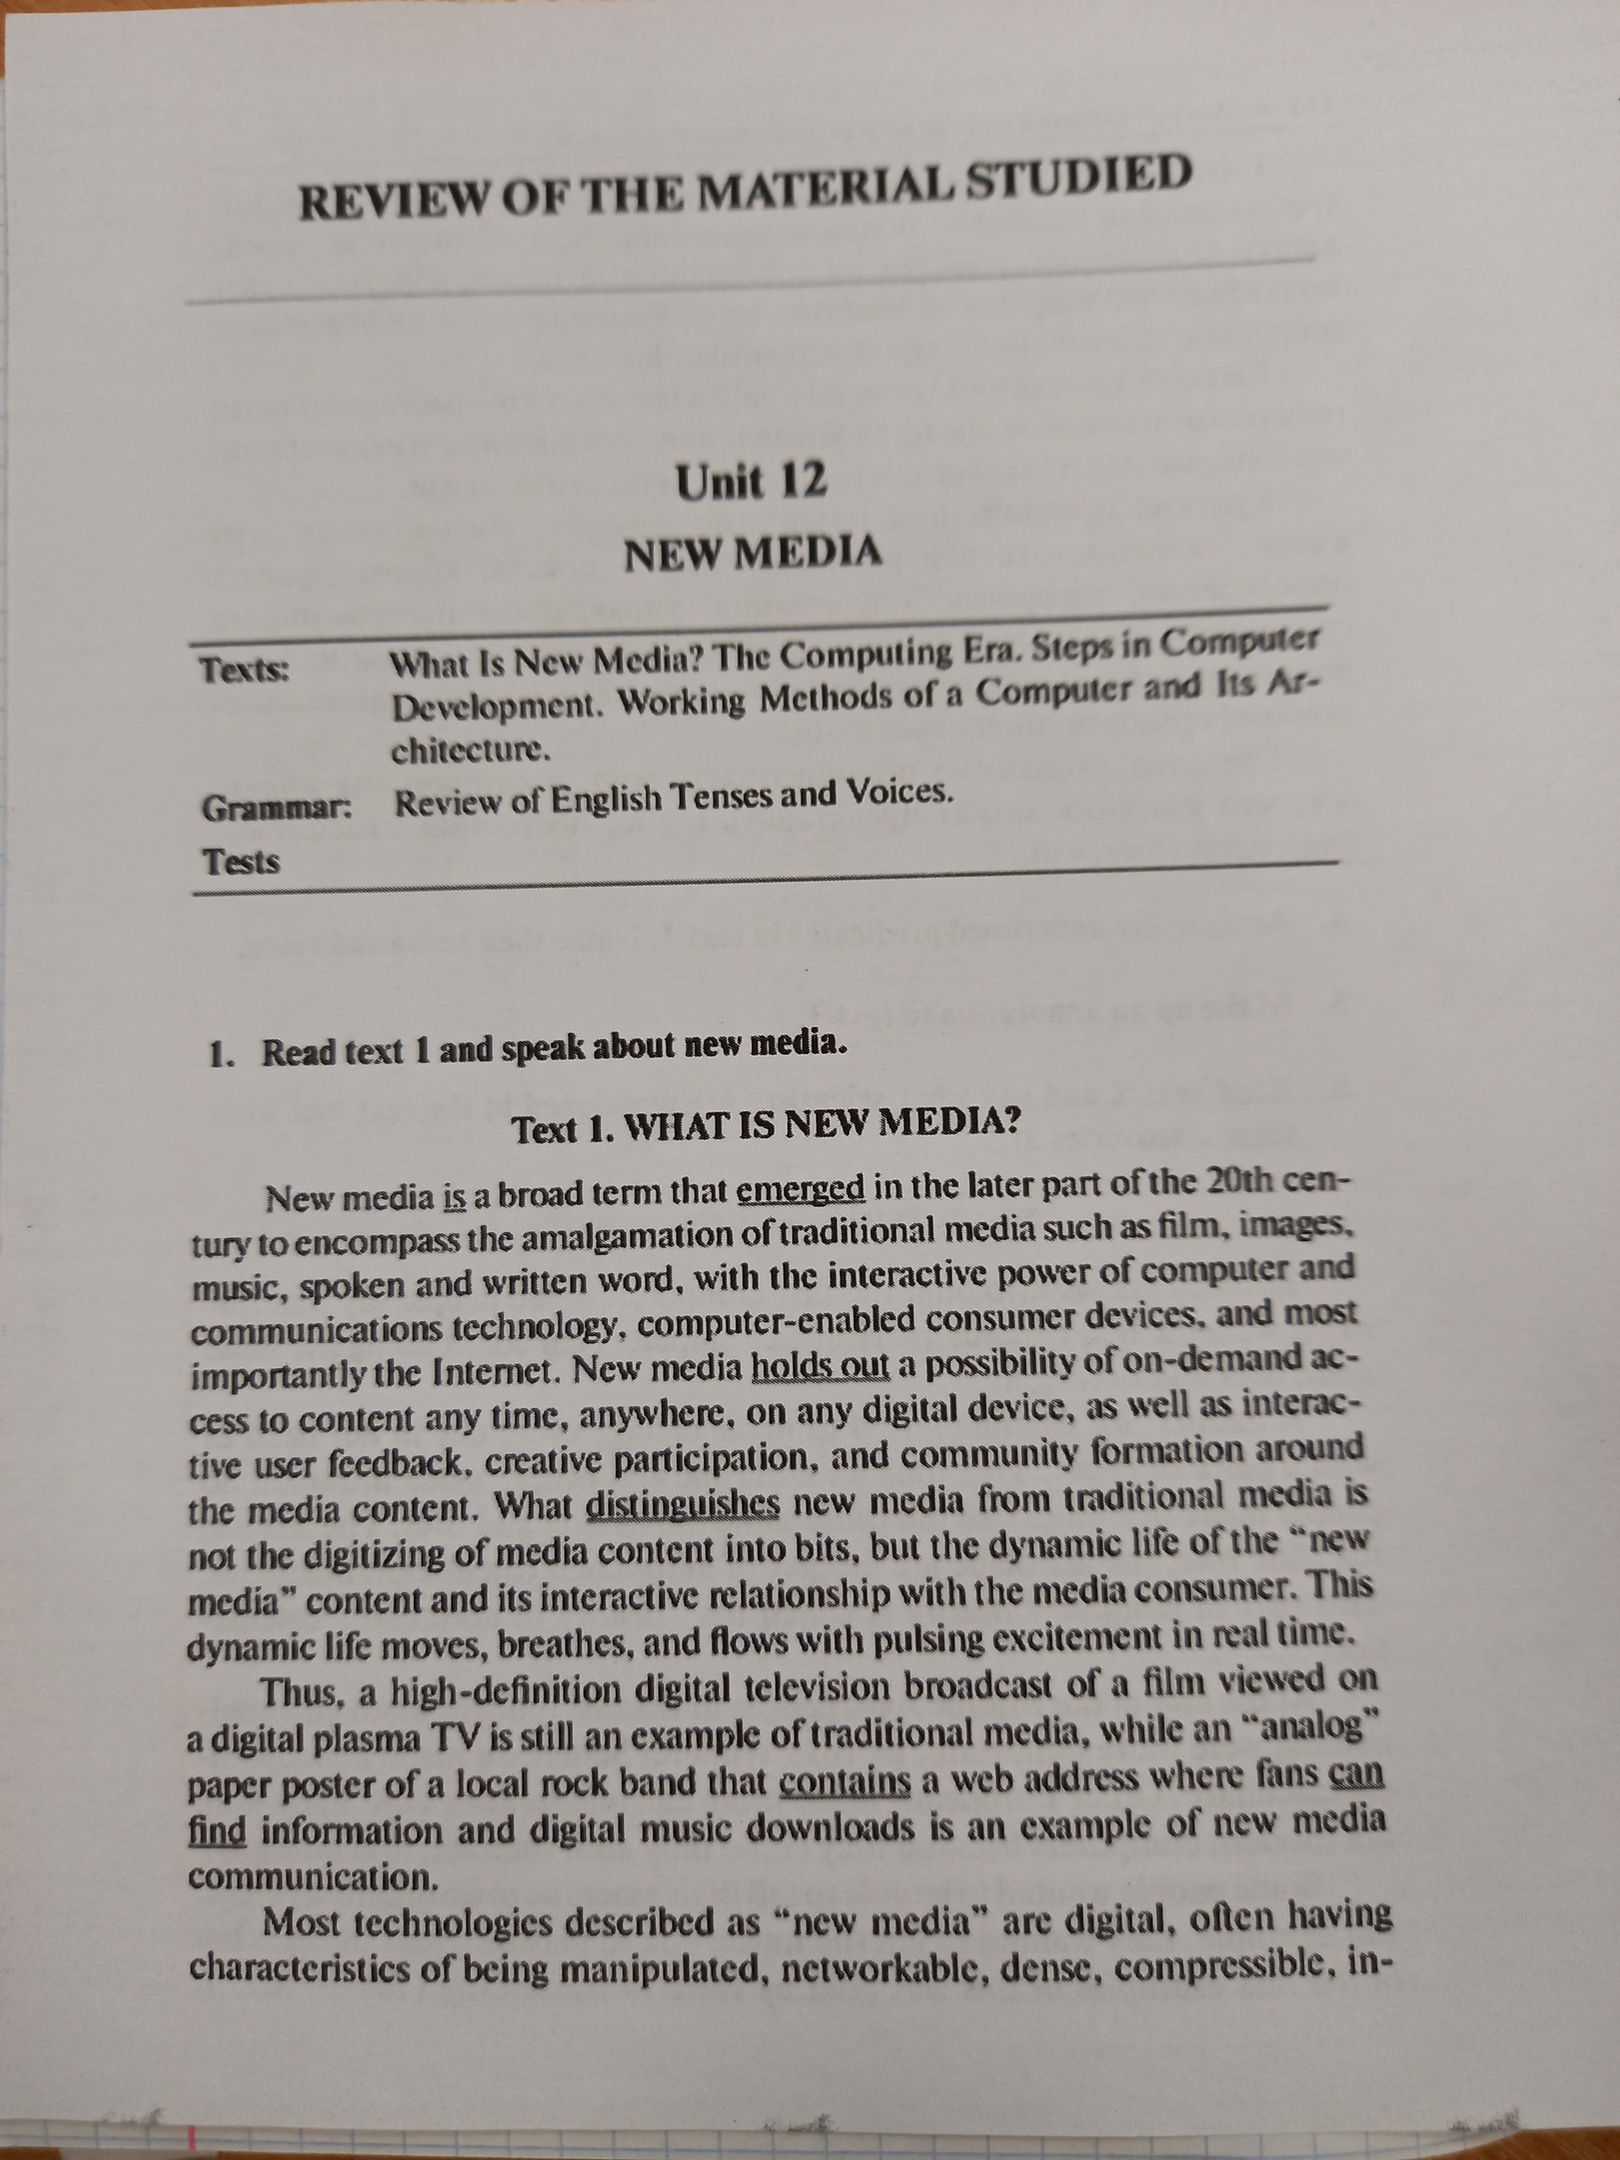 REVIEW OF THE MATERIAL STUDIED
Unit 12
NEW MEDIA
Texts: What Is New Media? The Computing Era. Steps in Computer
Development. Working Methods of a Computer and Its Ar-
chitecture.
Grammar: Review of English Tenses and Voices.
Tests
1. Read text 1 and speak about new media.
Text 1. WHAT IS NEW MEDIA?
New media is a broad term that emerged in the later part of the 20th cen-
tury to encompass the amalgamation of traditional media such as film, images,
music, spoken and written word, with the interactive power of computer and
communications technology, computer-enabled consumer devices, and most
importantly the Internet. New media holds out a possibility of on-demand ac-
cess to content any time, anywhere, on any digital device, as well as interac-
tive user feedback, creative participation, and community formation around
the media content. What distinguishes new media from traditional media is
not the digitizing of media content into bits, but the dynamic life of the “new
media” content and its interactive relationship with the media consumer. This
dynamic life moves, breathes, and flows with pulsing excitement in real time.
Thus, a high-definition digital television broadcast of a film viewed on
a digital plasma TV is still an example of traditional media, while an “analog”
paper poster of a local rock band that contains a web address where fans can
find information and digital music downloads is an example of new media
communication.
Most technologies described as “new media” are digital, often having
characteristics of being manipulated, networkable, dense, compressible, in-